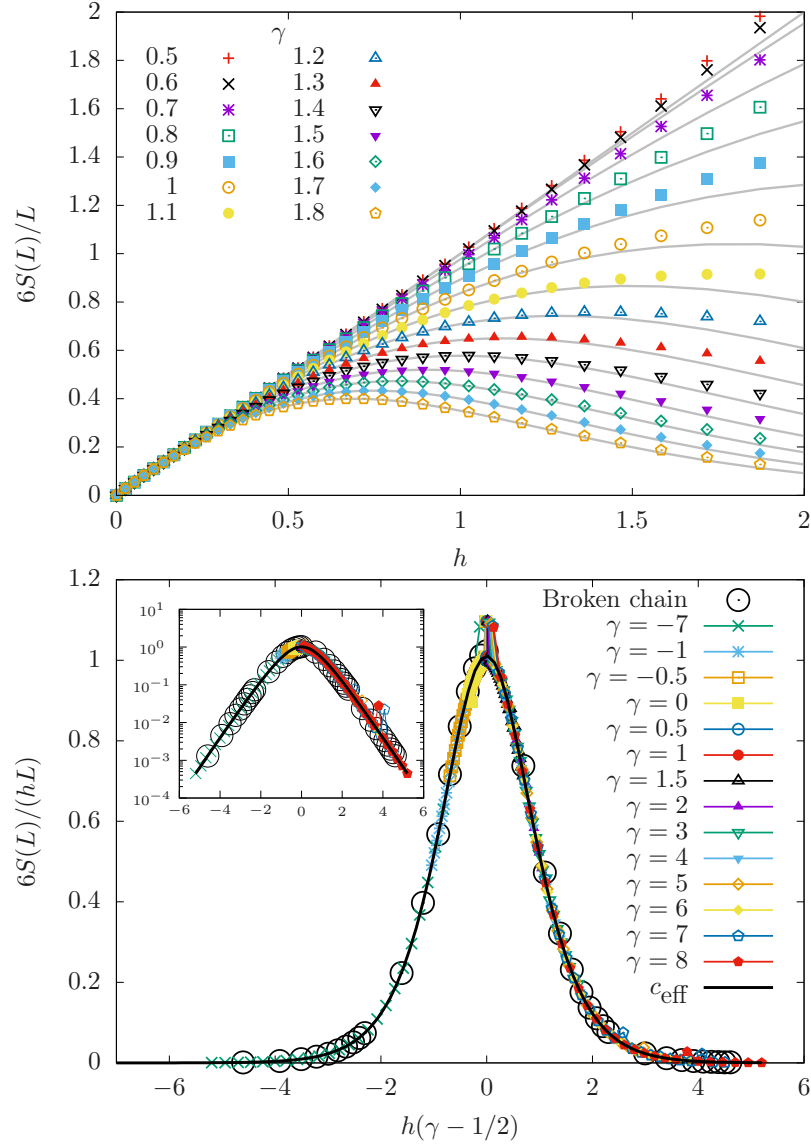 2
1.8
1.6
1.4
1.2
1
0.8
0.6
0.4
0.2
0
6S(L)/L
γ
0.5 1.2
0.6 1.3
0.7 1.4
0.8 1.5
0.9 1.6
1 1.7
1.1 1.8
0 0.5 1 1.5 2
h
1.2
1
0.8
0.6
0.4
0.2
0
6S(L)/(hL)
10¹
10⁰
10⁻¹
10⁻²
10⁻³
10⁻⁴
−6 −4 −2 0 2 4 6
Broken chain
γ = −7
γ = −1
γ = −0.5
γ = 0
γ = 0.5
γ = 1
γ = 1.5
γ = 2
γ = 3
γ = 4
γ = 5
γ = 6
γ = 7
γ = 8
c_eff
−6 −4 −2 0 2 4 6
h(γ − 1/2)